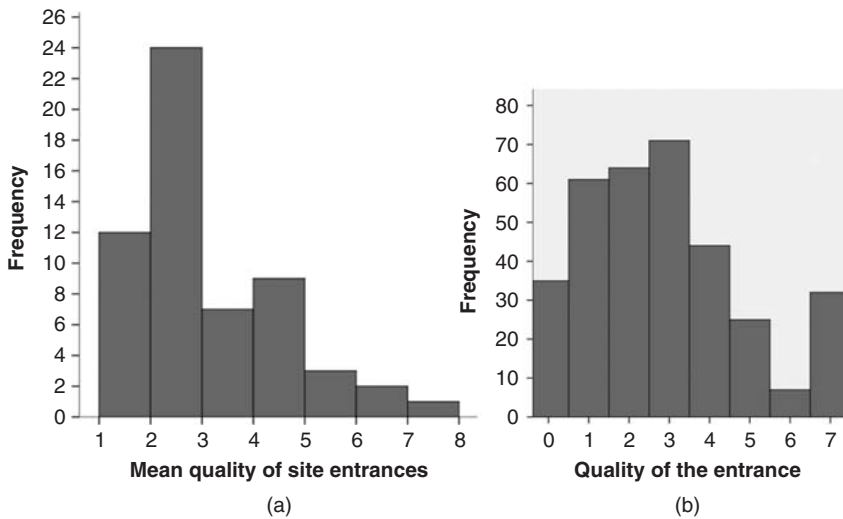 26
24
22
20
18
16
14
12
10
8
6
4
2
0
Frequency
1 2 3 4 5 6 7 8
Mean quality of site entrances
(a)
80
70
60
50
40
30
20
10
0
Frequency
0 1 2 3 4 5 6 7
Quality of the entrance
(b)